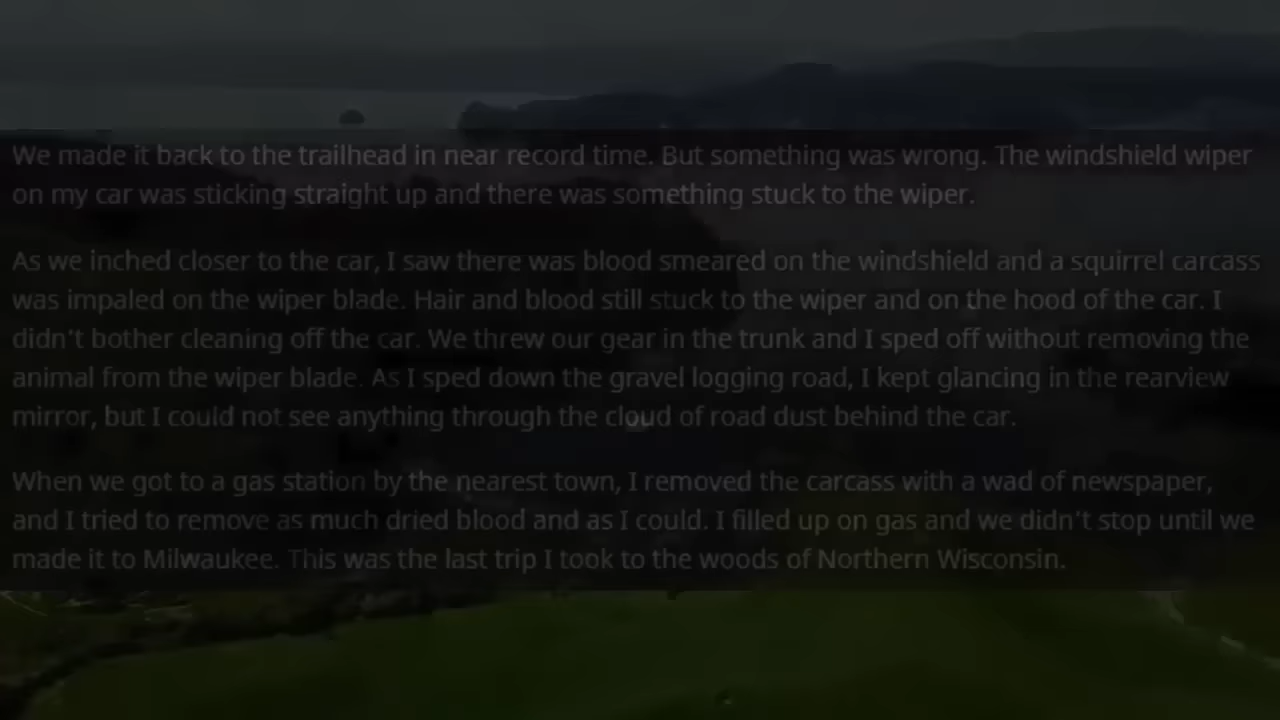 We made it back to the trailhead in near record time. But something was wrong. The windshield wiper
on my car was sticking straight up and there was something stuck to the wiper.
As we inched closer to the car, I saw there was blood smeared on the windshield and a squirrel carcass
was impaled on the wiper blade. Hair and blood still stuck to the wiper and on the hood of the car. I
didn't bother cleaning off the car. We threw our gear in the trunk and I sped off without removing the
animal from the wiper blade. As I sped down the gravel logging road, I kept glancing in the rearview
mirror, but I could not see anything through the cloud of road dust behind the car.
When we got to a gas station by the nearest town, I removed the carcass with a wad of newspaper,
and I tried to remove as much dried blood and as I could. I filled up on gas and we didn't stop until we
made it to Milwaukee. This was the last trip I took to the woods of Northern Wisconsin.